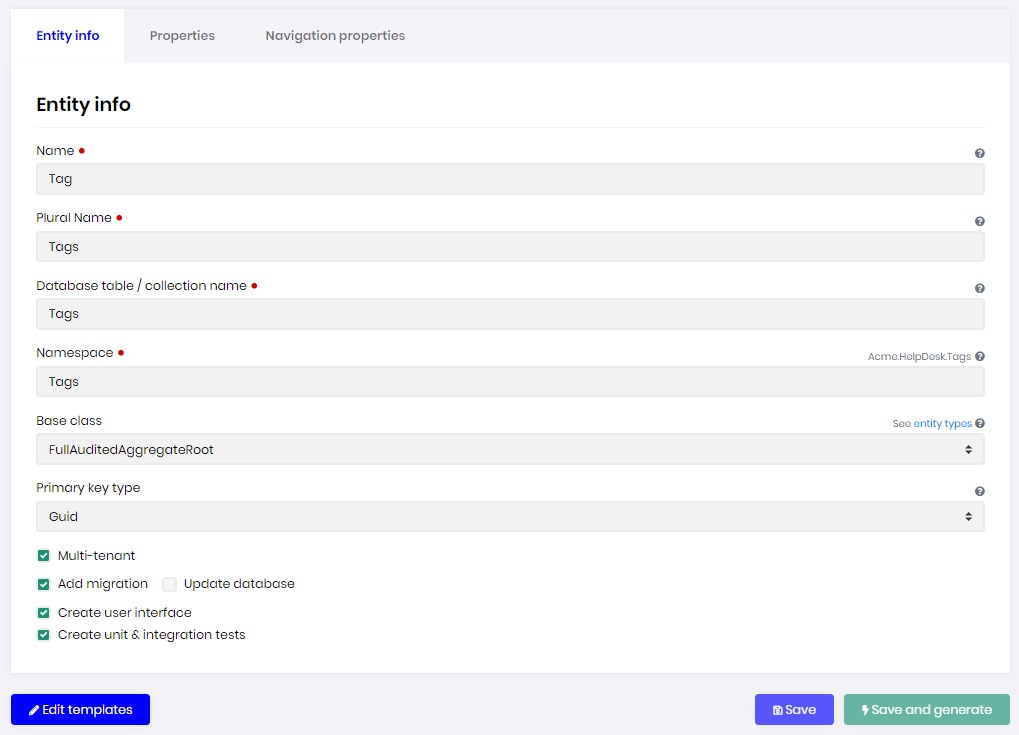 Entity info Properties Navigation properties
Entity info
Name
Tag
Plural Name
Tags
Database table / collection name
Tags
Namespace Acme.HelpDesk.Tags
Tags
Base class See entity types
FullAuditedAggregateRoot
Primary key type
Guid
Multi-tenant
Add migration Update database
Create user interface
Create unit & integration tests
Edit templates Save Save and generate